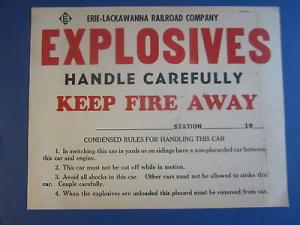 E ERIE-LACKAWANNA RAILROAD COMPANY
EXPLOSIVES
HANDLE CAREFULLY
KEEP FIRE AWAY
STATION 19
CONDENSED RULES FOR HANDLING THIS CAR
1. In switching this car in yards or on sidings have a non-placarded car between
this car and engine.
2. This car must not be cut off while in motion.
3. Avoid all shocks to this car. Other cars must not be allowed to strike this
car. Couple carefully.
4. When the explosives are unloaded this placard must be removed from car.